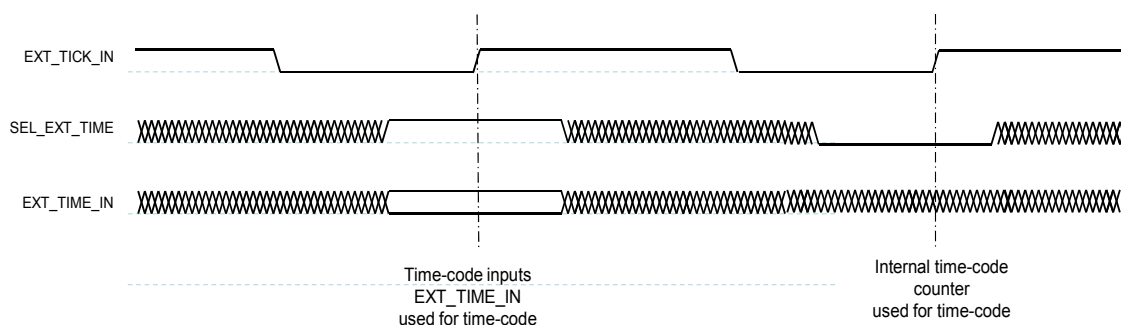 EXT_TICK_IN
SEL_EXT_TIME
EXT_TIME_IN
Time-code inputs
EXT_TIME_IN
used for time-code
Internal time-code
counter
used for time-code